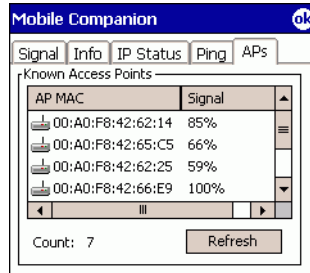 Mobile Companion ok
Signal Info IP Status Ping APs
Known Access Points
AP MAC Signal
00:A0:F8:42:62:14 85%
00:A0:F8:42:65:C5 66%
00:A0:F8:42:62:25 59%
00:A0:F8:42:66:E9 100%
Count: 7 Refresh